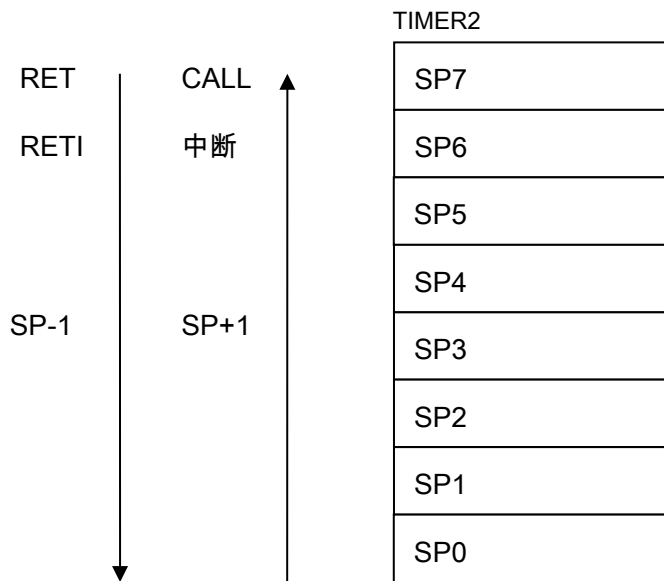 TIMER2
RET CALL SP7
RETI 中断 SP6
SP5
SP4
SP-1 SP+1 SP3
SP2
SP1
SP0